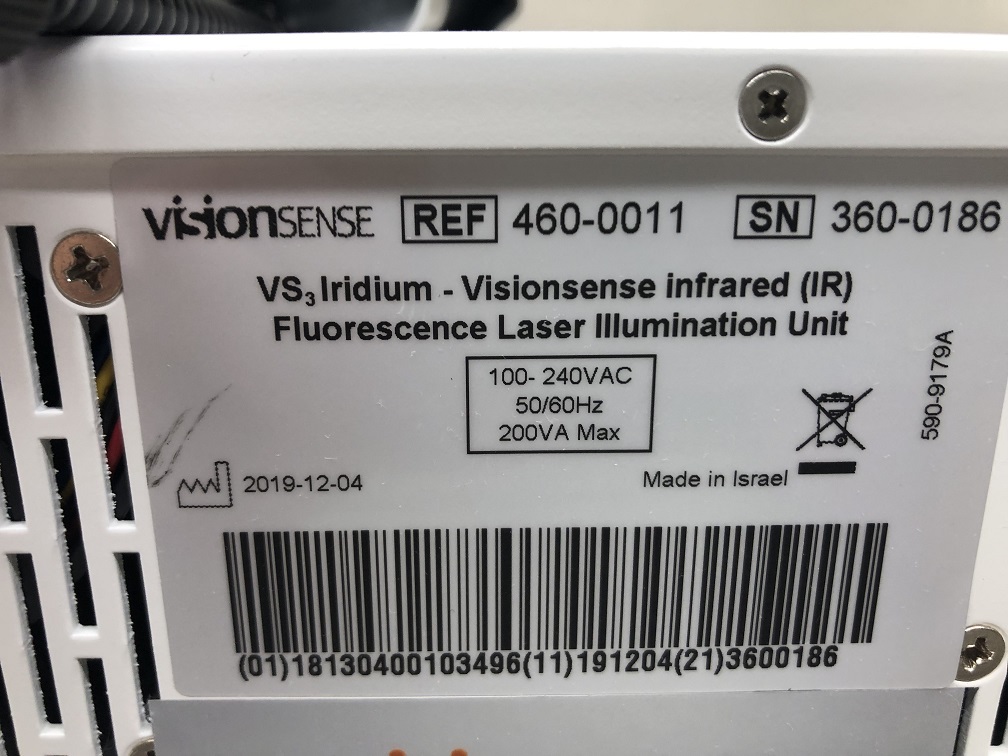 visionSENSE REF 460-0011 SN 360-0186
VS3 Iridium - Visionsense infrared (IR)
Fluorescence Laser Illumination Unit
100- 240VAC
50/60Hz
200VA Max
590-9179A
2019-12-04
Made in Israel
(01)18130400103496(11)191204(21)3600186